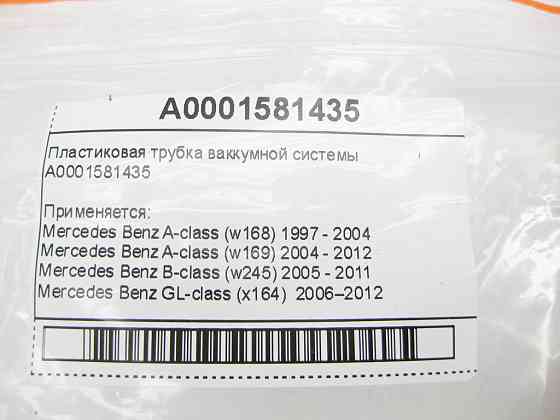 A0001581435
Пластиковая трубка ваккумной системы
A0001581435
Применяется:
Mercedes Benz A-class (w168) 1997 - 2004
Mercedes Benz A-class (w169) 2004 - 2012
Mercedes Benz B-class (w245) 2005 - 2011
Mercedes Benz GL-class (x164) 2006–2012